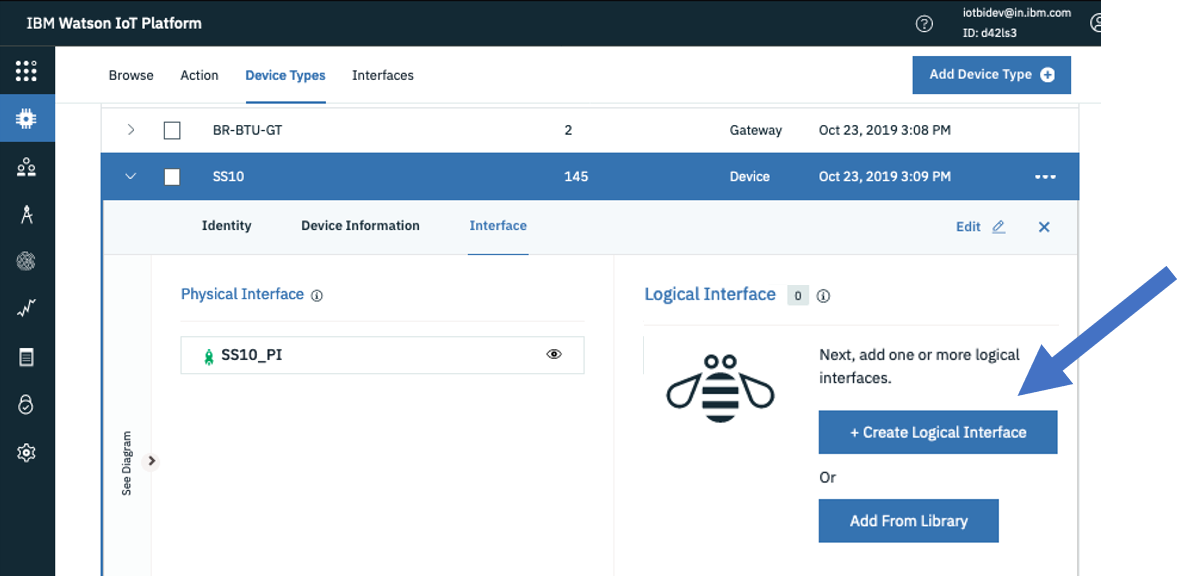 IBM Watson IoT Platform
iotbidev@in.ibm.com
ID: d42ls3
Browse Action Device Types Interfaces
Add Device Type
BR-BTU-GT 2 Gateway Oct 23, 2019 3:08 PM
SS10 145 Device Oct 23, 2019 3:09 PM
Identity Device Information Interface
Edit
Physical Interface
Logical Interface 0
SS10_PI
Next, add one or more logical
interfaces.
+ Create Logical Interface
Or
Add From Library
See Diagram